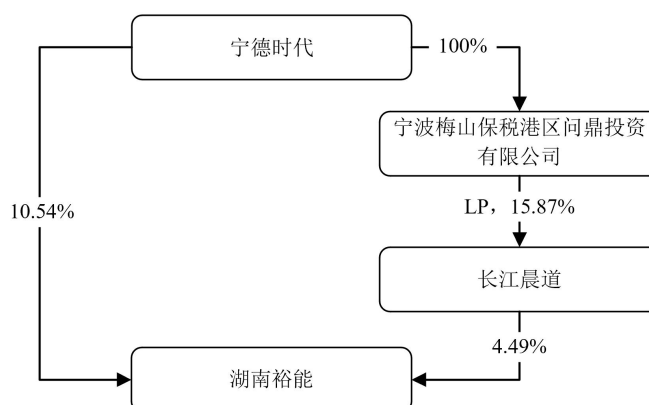 宁德时代
100%
宁波梅山保税港区问鼎投资
有限公司
10.54%
LP，15.87%
长江晨道
4.49%
湖南裕能